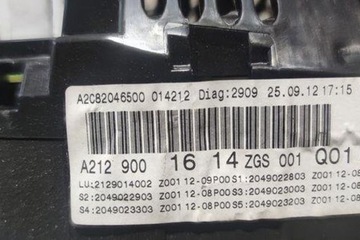 A2C82046500 014212 Diag:2909 25.09.12 17:15
A212 900 16 14 ZGS 001 Q01
LU:2129014002 Z001 12-09P00 S1:2049022803 Z001 12-08
S2:2049022903 Z001 12-08P00 S3:2049023003 Z001 12-08
S4:2049023303 Z001 12-08P00 S5:2049023203 Z001 12-08